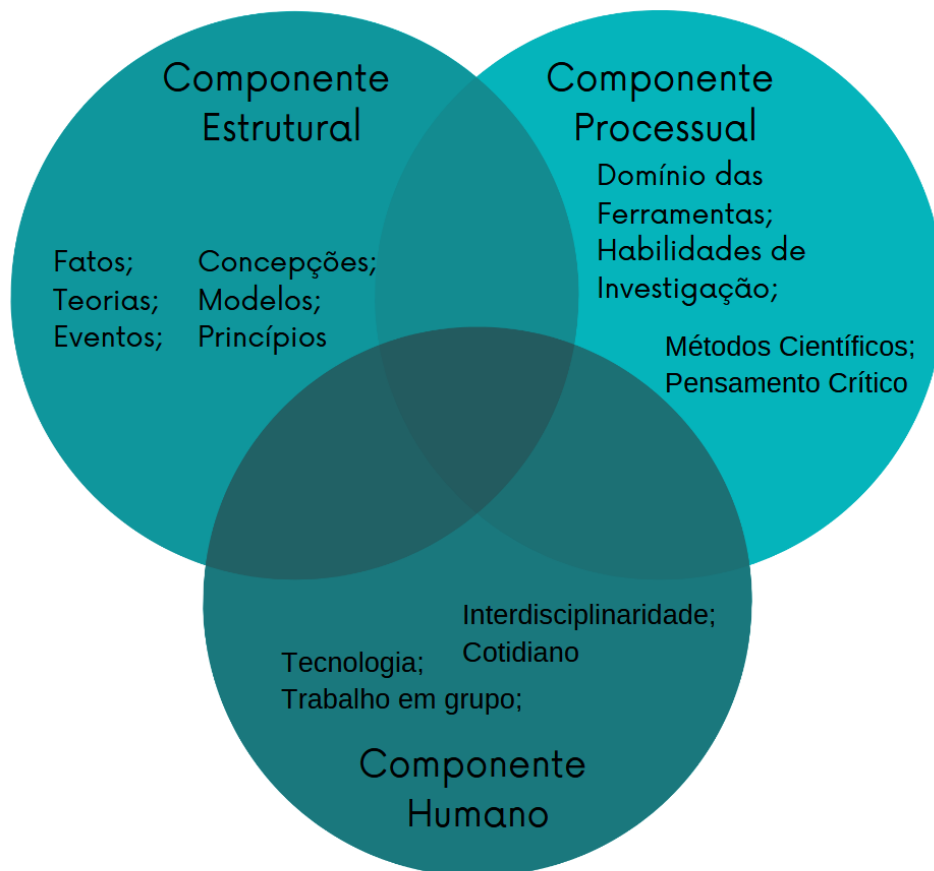 Componente
Estrutural
Fatos;
Teorias;
Eventos;
Concepções;
Modelos;
Princípios
Componente
Processual
Domínio das
Ferramentas;
Habilidades de
Investigação;
Métodos Científicos;
Pensamento Crítico
Interdisciplinaridade;
Cotidiano
Tecnologia;
Trabalho em grupo;
Componente
Humano